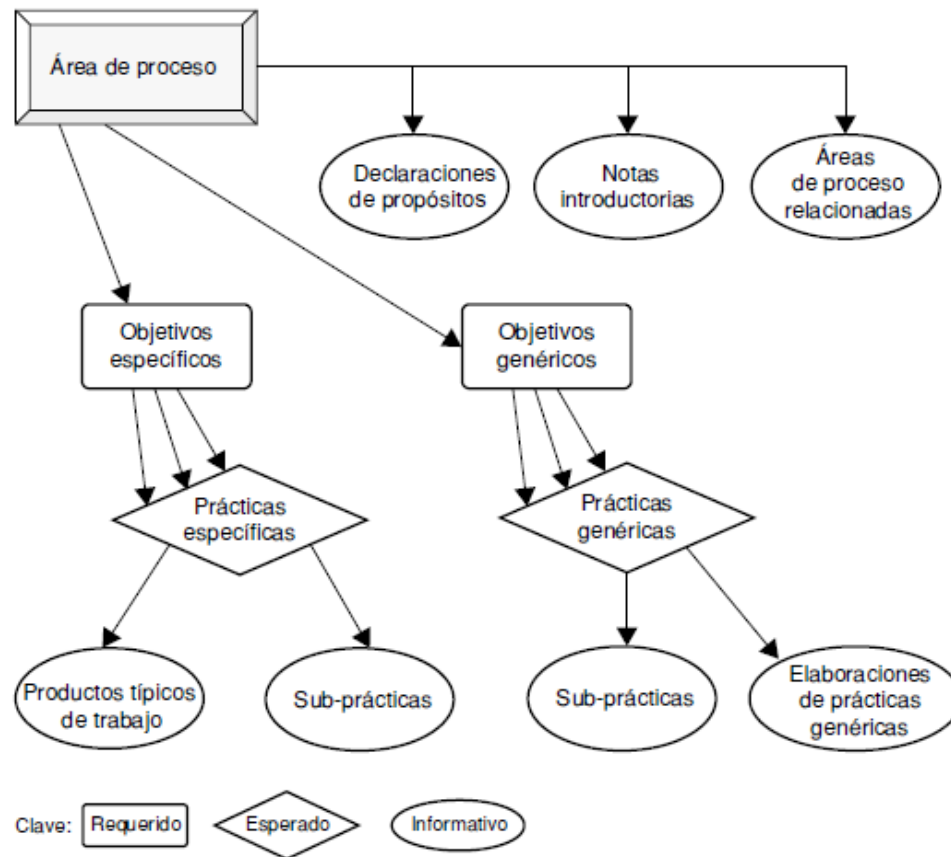 Área de proceso
Declaraciones
de propósitos
Notas
introductorias
Áreas
de proceso
relacionadas
Objetivos
específicos
Objetivos
genéricos
Prácticas
específicas
Prácticas
genéricas
Productos típicos
de trabajo
Sub-prácticas
Sub-prácticas
Elaboraciones
de prácticas
genéricas
Clave: Requerido Esperado Informativo